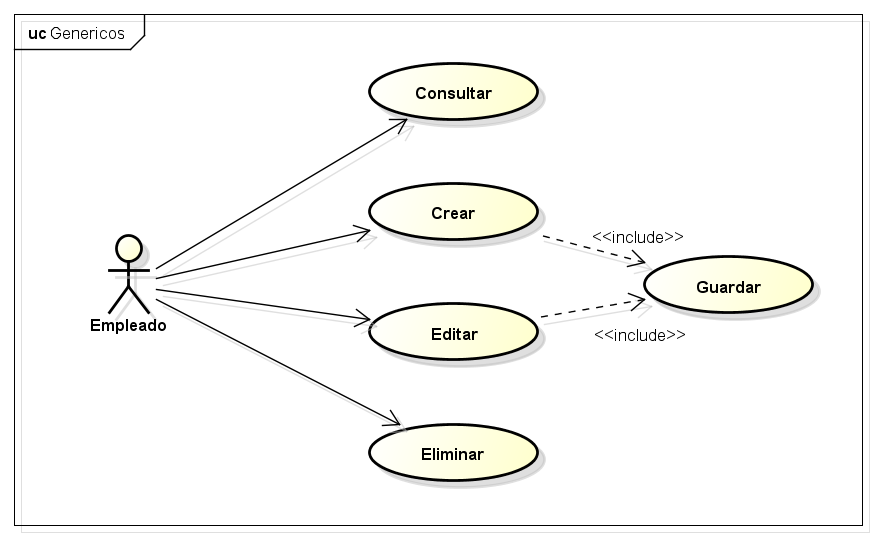 uc Genericos
Consultar
Crear
<<include>>
Guardar
Empleado
Editar
<<include>>
Eliminar